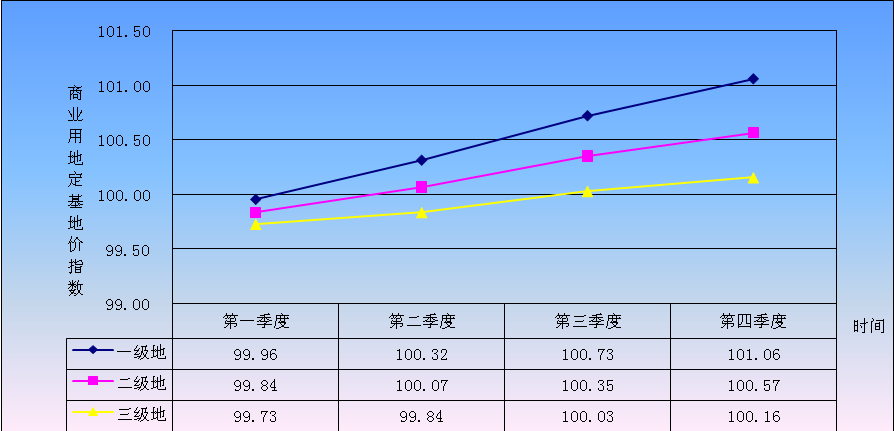 101.50
101.00
100.50
100.00
99.50
99.00
商业用地定基地价指数
第一季度 第二季度 第三季度 第四季度
时间
一级地 99.96 100.32 100.73 101.06
二级地 99.84 100.07 100.35 100.57
三级地 99.73 99.84 100.03 100.16